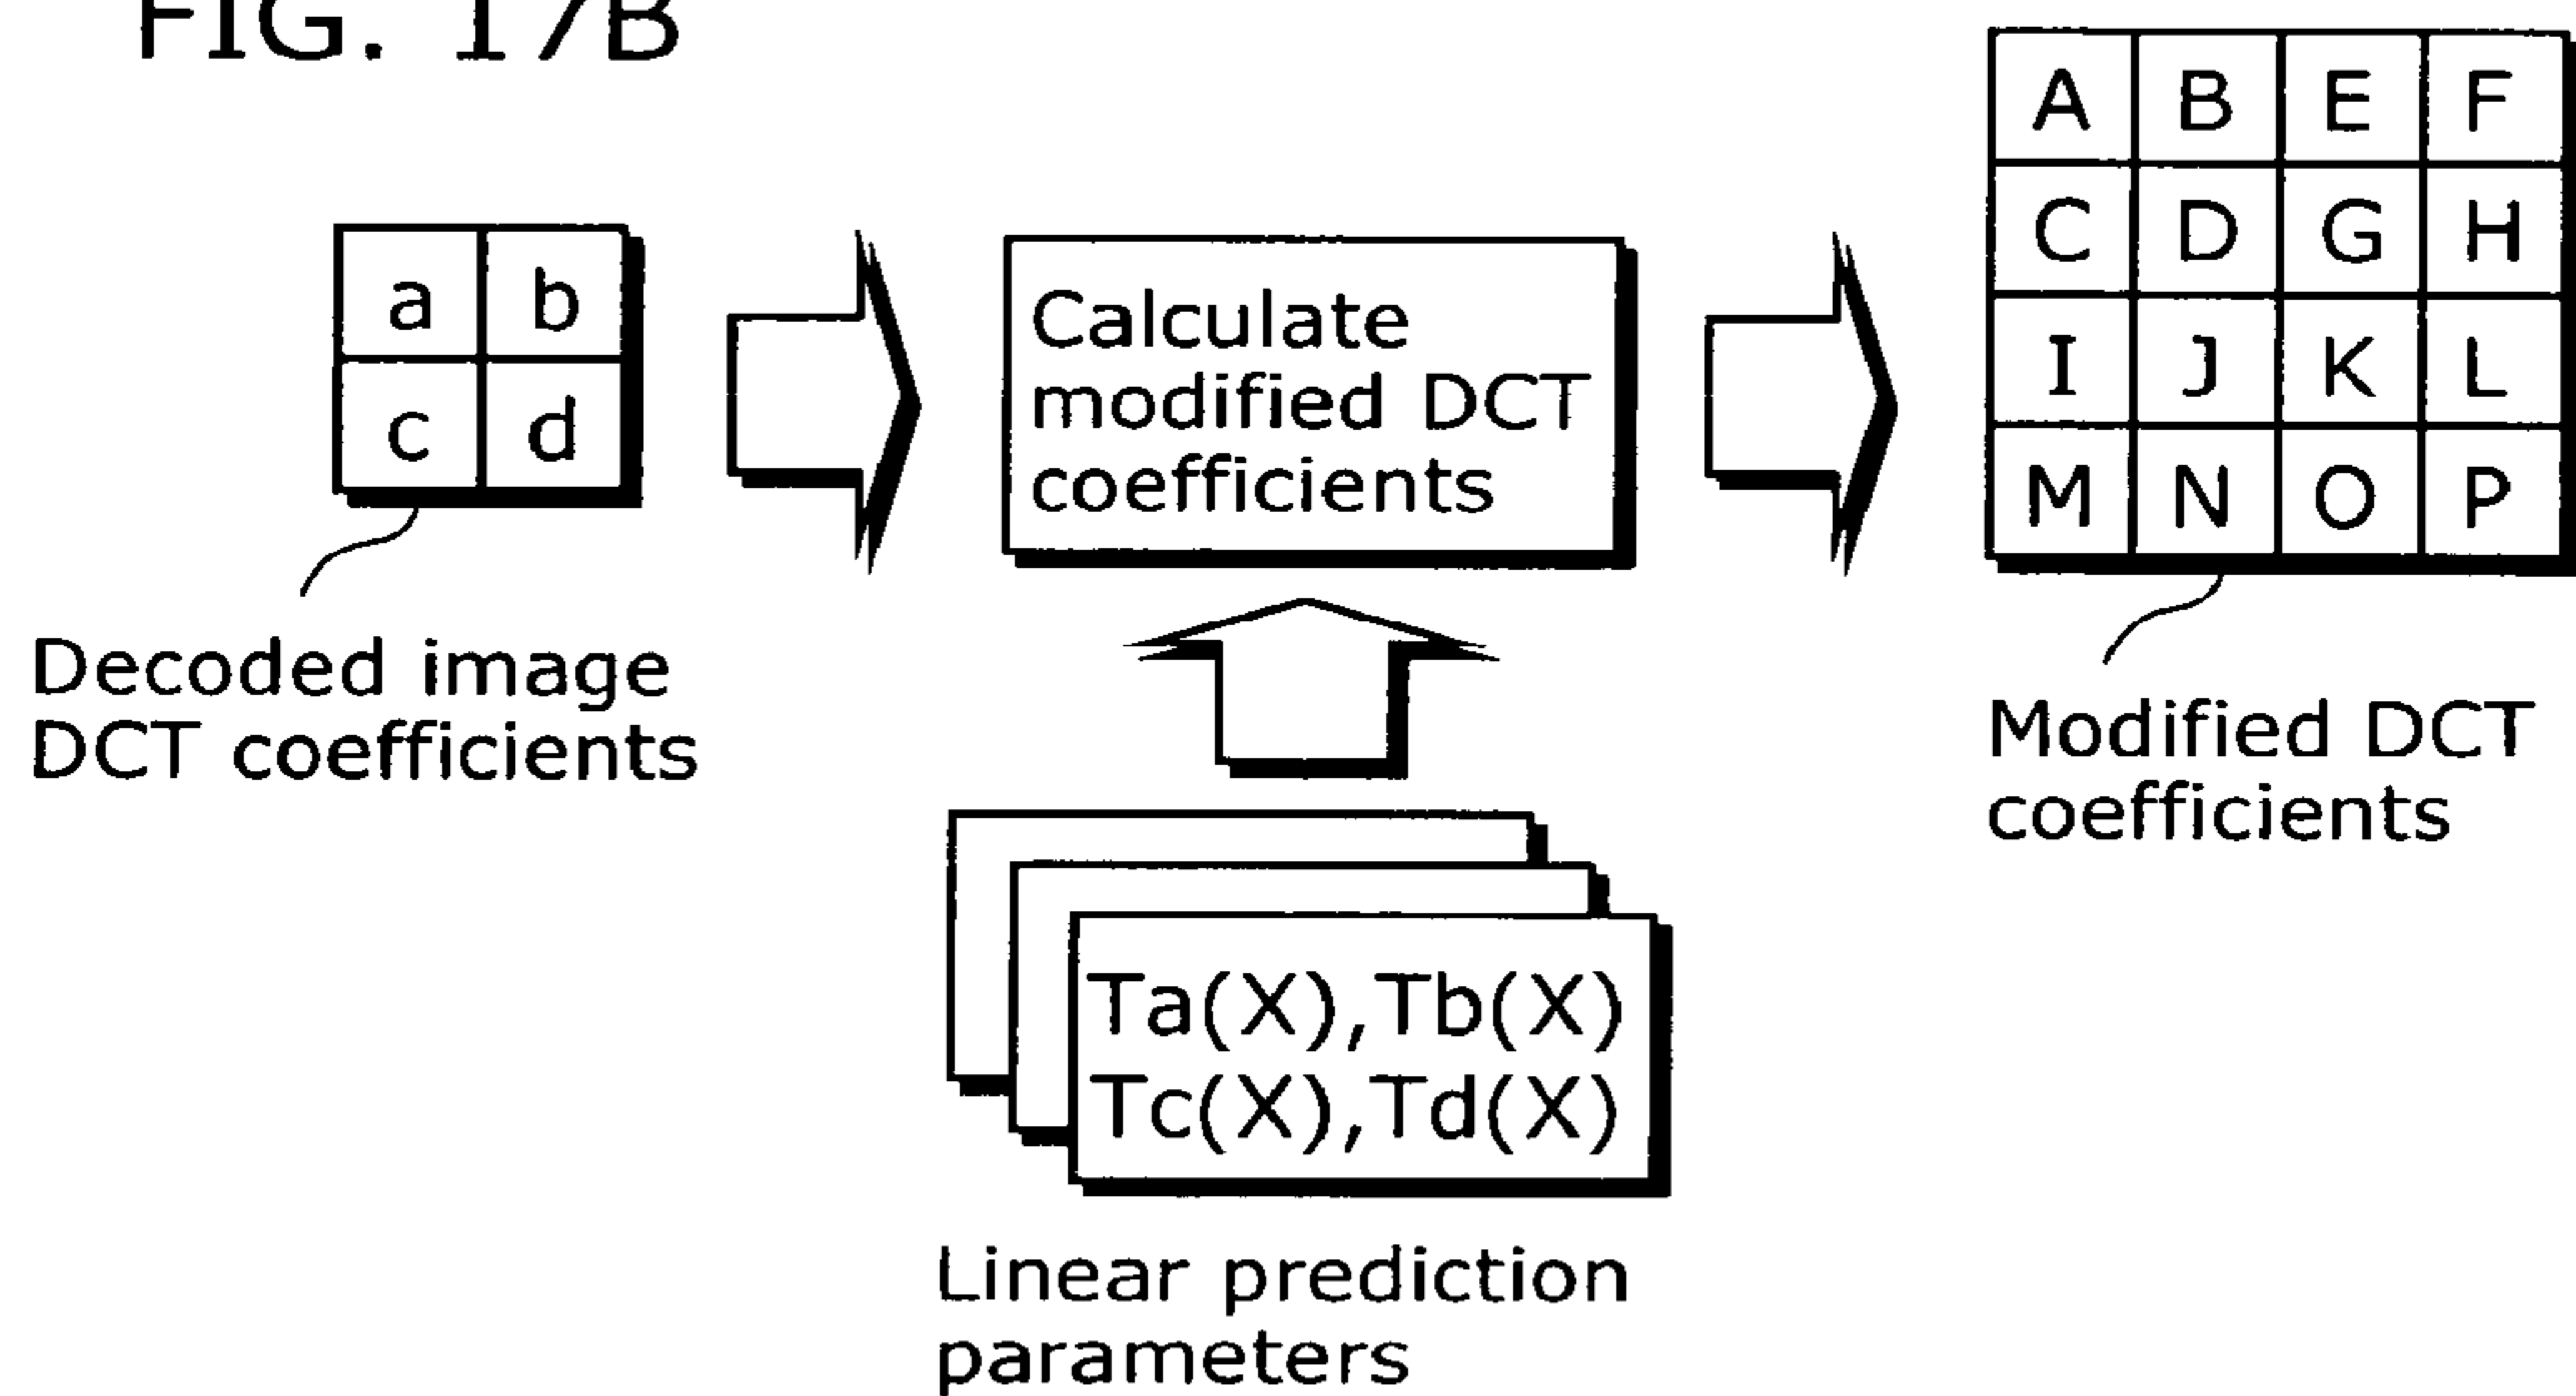 FIG. 17B
A B E F
C D G H
I J K L
M N O P
a b
c d
Calculate
modified DCT
coefficients
Decoded image
DCT coefficients
Modified DCT
coefficients
Ta(X),Tb(X)
Tc(X),Td(X)
Linear prediction
parameters